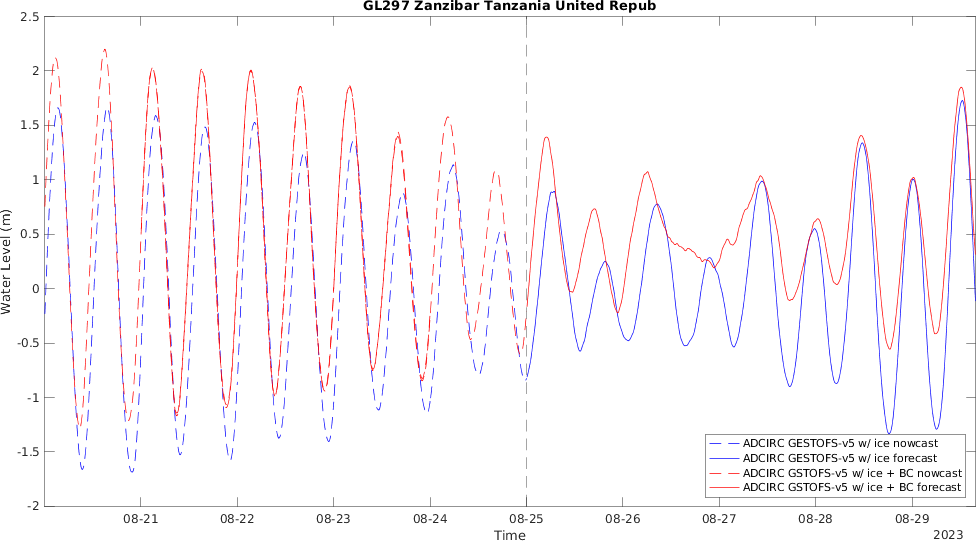 GL297 Zanzibar Tanzania United Repub
2.5
2
1.5
1
0.5
0
-0.5
-1
-1.5
-2
Water Level (m)
08-21 08-22 08-23 08-24 08-25 08-26 08-27 08-28 08-29
Time
2023
ADCIRC GESTOFS-v5 w/ ice nowcast
ADCIRC GESTOFS-v5 w/ ice forecast
ADCIRC GSTOFS-v5 w/ ice + BC nowcast
ADCIRC GSTOFS-v5 w/ ice + BC forecast